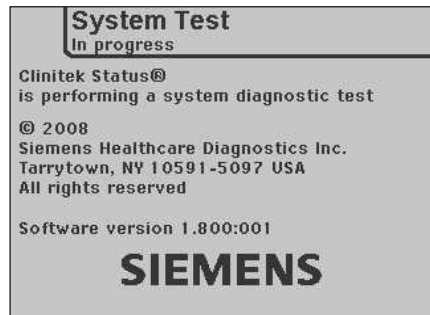 System Test
In progress
Clinitek Status®
is performing a system diagnostic test
© 2008
Siemens Healthcare Diagnostics Inc.
Tarrytown, NY 10591-5097 USA
All rights reserved
Software version 1.800:001
SIEMENS